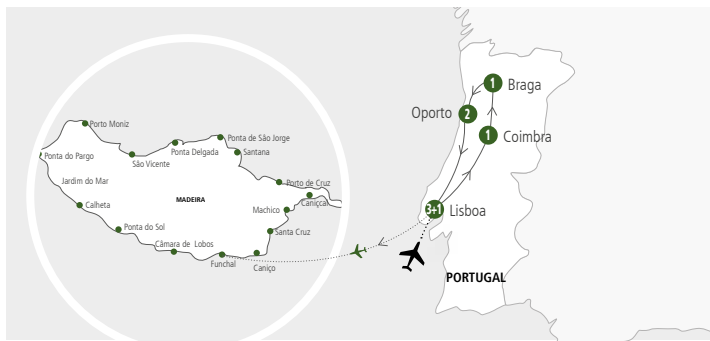 Porto Moniz
Ponta de São Jorge
Ponta Delgada
Santana
Ponta do Pargo
São Vicente
Jardim do Mar
Porto de Cruz
MADEIRA
Caniçcal
Calheta
Machico
Ponta do Sol
Santa Cruz
Câmara de Lobos
Funchal
Caniço
1
Braga
Oporto
2
1
Coimbra
3+1
Lisboa
PORTUGAL